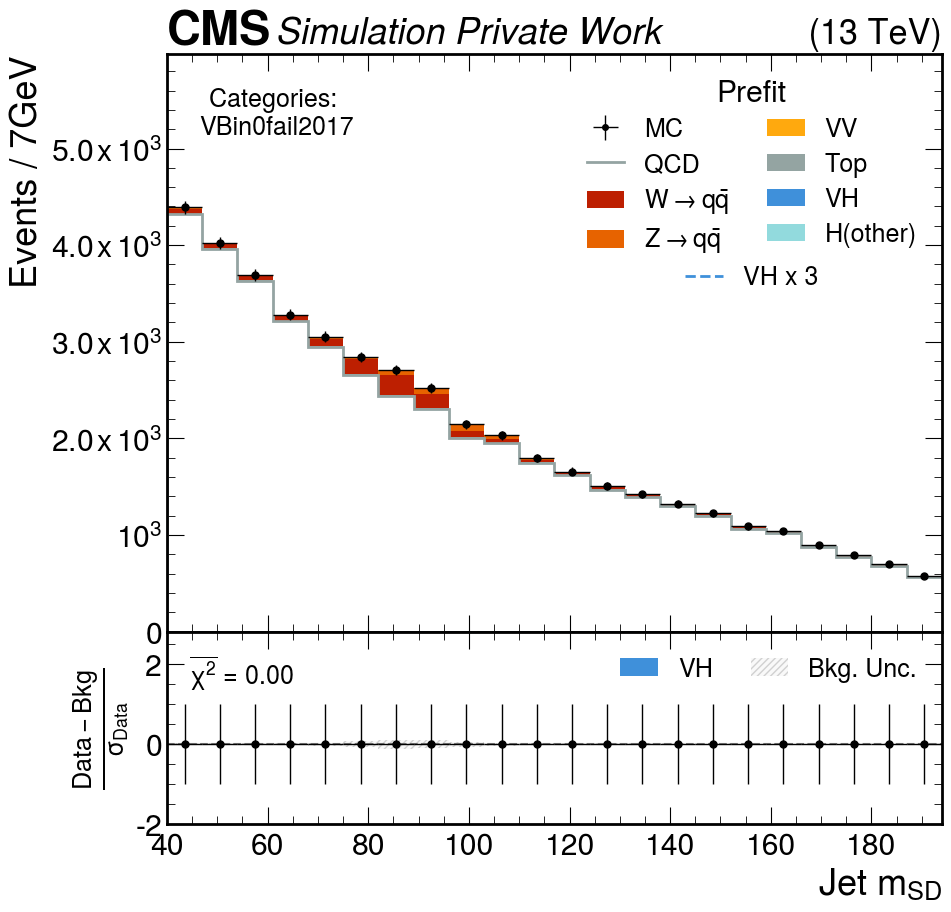 CMS Simulation Private Work (13 TeV)
Events / 7GeV
Categories:
VBin0fail2017
Prefit
MC
QCD
W→qq̄
Z→qq̄
VV
Top
VH
H(other)
VH x 3
5.0×10³
4.0×10³
3.0×10³
2.0×10³
10³
0
χ̅²̅ = 0.00
VH
Bkg. Unc.
Data−Bkg
σData
2
0
-2
40 60 80 100 120 140 160 180
Jet mSD